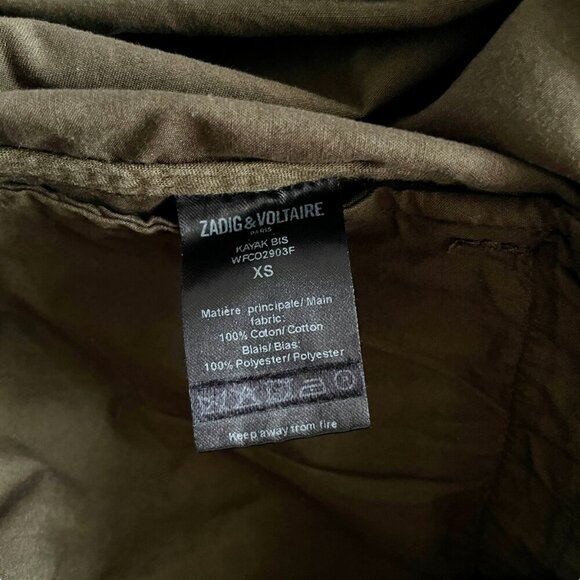 ZADIG&VOLTAIRE
PARIS
KAYAK BIS
WFCO2903F
XS
Matière principale/ Main
fabric:
100% Coton/ Cotton
Biais/ Bias:
100% Polyester/ Polyester
Keep away from fire